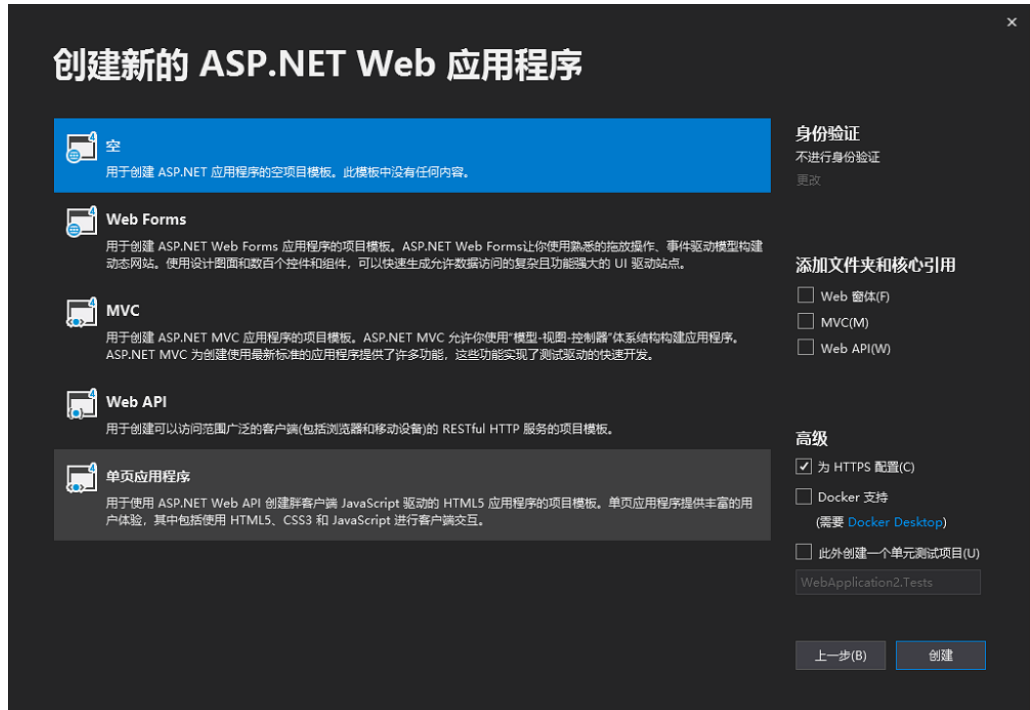 创建新的 ASP.NET Web 应用程序
空
用于创建 ASP.NET 应用程序的空项目模板。此模板中没有任何内容。
Web Forms
用于创建 ASP.NET Web Forms 应用程序的项目模板。ASP.NET Web Forms让你使用熟悉的拖放操作、事件驱动模型构建
动态网站。使用设计图面和数百个控件和组件，可以快速生成允许数据访问的复杂且功能强大的 UI 驱动站点。
MVC
用于创建 ASP.NET MVC 应用程序的项目模板。ASP.NET MVC 允许你使用“模型-视图-控制器”体系结构构建应用程序。
ASP.NET MVC 为创建使用最新标准的应用程序提供了许多功能，这些功能实现了测试驱动的快速开发。
Web API
用于创建可以访问范围广泛的客户端(包括浏览器和移动设备)的 RESTful HTTP 服务的项目模板。
单页应用程序
用于使用 ASP.NET Web API 创建胖客户端 JavaScript 驱动的 HTML5 应用程序的项目模板。单页应用程序提供丰富的用
户体验，其中包括使用 HTML5、CSS3 和 JavaScript 进行客户端交互。
身份验证
不进行身份验证
更改
添加文件夹和核心引用
Web 窗体(F)
MVC(M)
Web API(W)
高级
为 HTTPS 配置(C)
Docker 支持
(需要 Docker Desktop)
此外创建一个单元测试项目(U)
WebApplication2.Tests
上一步(B)
创建